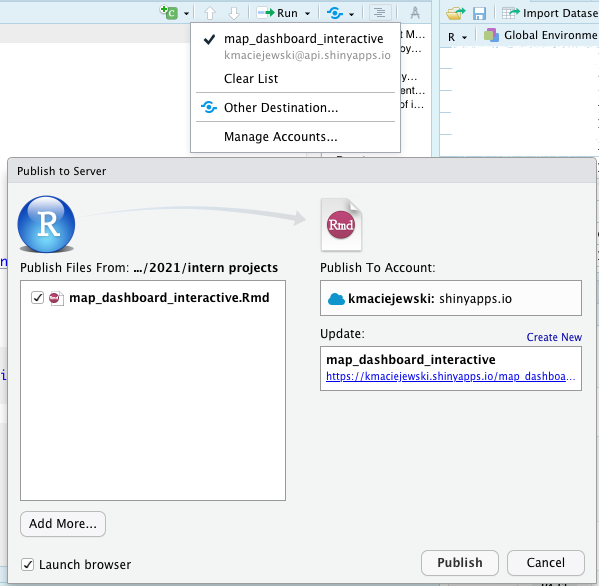 C
Run
Import Datase
map_dashboard_interactive
kmaciejewski@api.shinyapps.io
Clear List
Other Destination...
Manage Accounts...
R
Global Environme
Publish to Server
R
Rmd
Publish Files From: .../2021/intern projects
Publish To Account:
Rmd map_dashboard_interactive.Rmd
kmaciejewski: shinyapps.io
Update:
Create New
map_dashboard_interactive
https://kmaciejewski.shinyapps.io/map_dashboa...
Add More...
Launch browser
Publish
Cancel